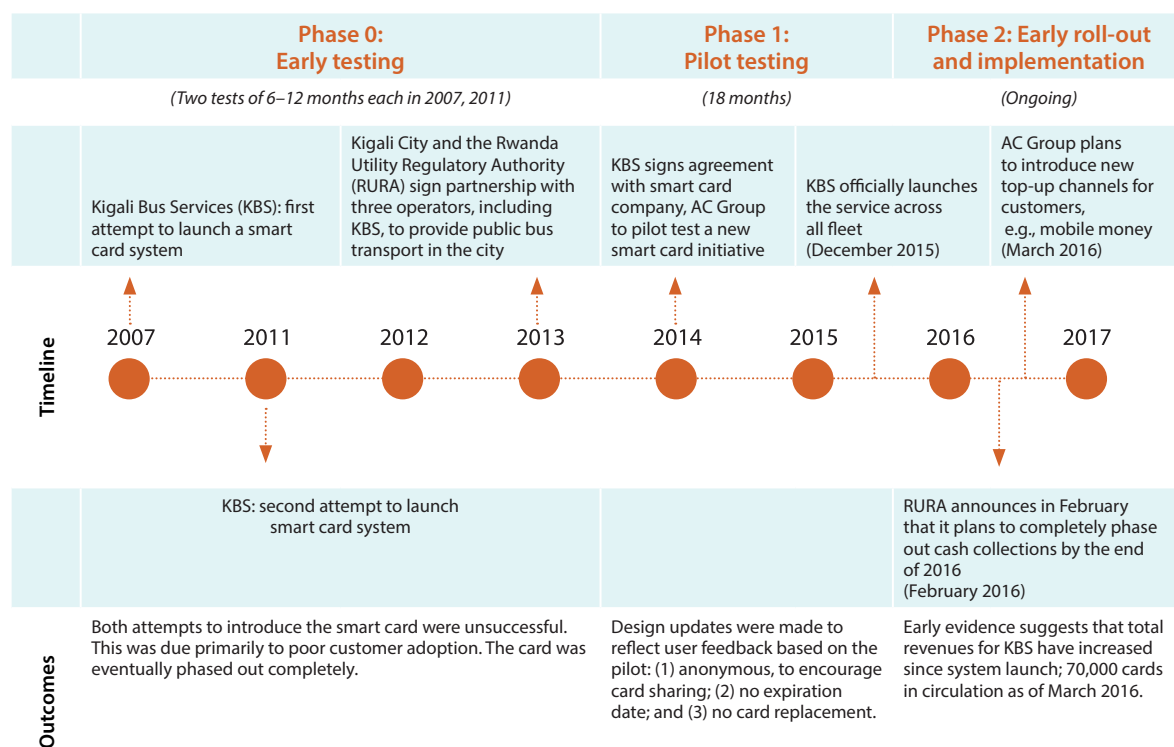 Phase 0:
Early testing
Phase 1:
Pilot testing
Phase 2: Early roll-out
and implementation
(Two tests of 6–12 months each in 2007, 2011)
(18 months)
(Ongoing)
Kigali Bus Services (KBS): first
attempt to launch a smart
card system
Kigali City and the Rwanda
Utility Regulatory Authority
(RURA) sign partnership with
three operators, including
KBS, to provide public bus
transport in the city
KBS signs agreement
with smart card
company, AC Group
to pilot test a new
smart card initiative
KBS officially launches
the service across
all fleet
(December 2015)
AC Group plans
to introduce new
top-up channels for
customers,
e.g., mobile money
(March 2016)
Timeline
2007
2011
2012
2013
2014
2015
2016
2017
KBS: second attempt to launch
smart card system
RURA announces in February
that it plans to completely phase
out cash collections by the end
of 2016
(February 2016)
Outcomes
Both attempts to introduce the smart card were unsuccessful.
This was due primarily to poor customer adoption. The card was
eventually phased out completely.
Design updates were made to
reflect user feedback based on the
pilot: (1) anonymous, to encourage
card sharing; (2) no expiration
date; and (3) no card replacement.
Early evidence suggests that total
revenues for KBS have increased
since system launch; 70,000 cards
in circulation as of March 2016.